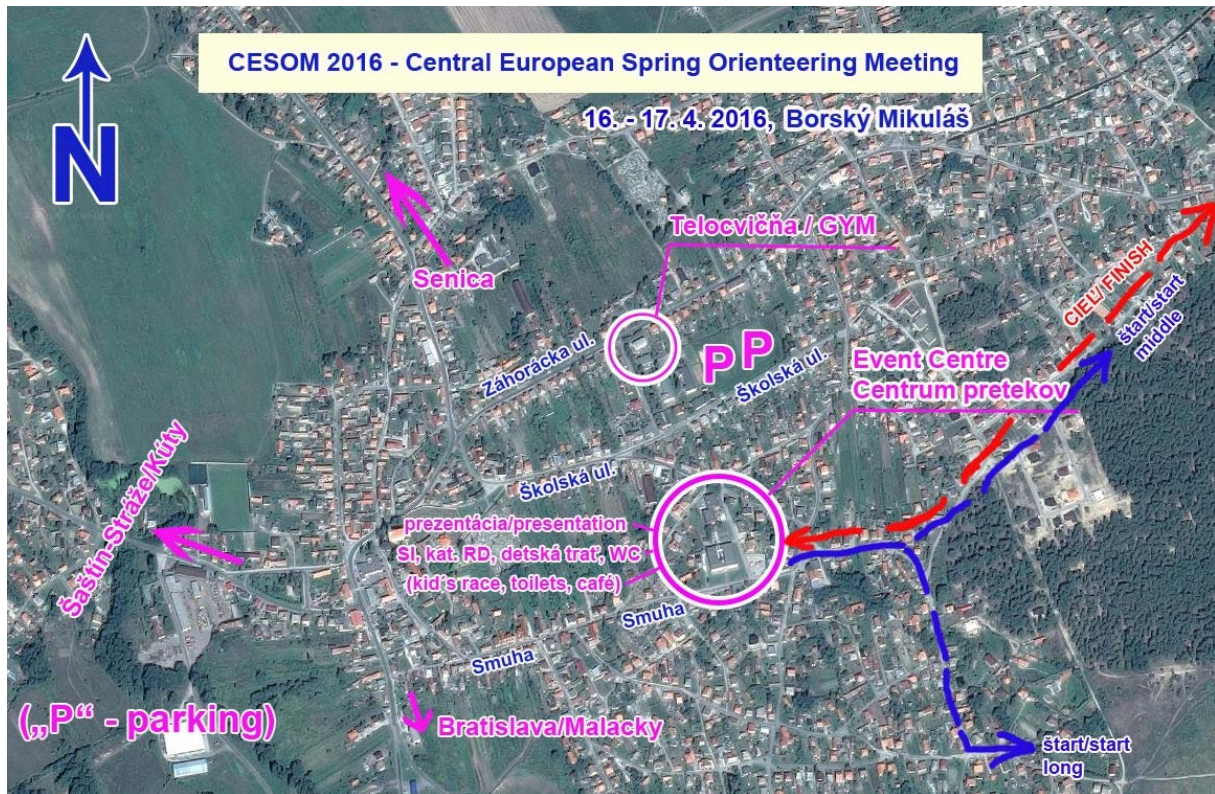 CESOM 2016 - Central European Spring Orienteering Meeting
16. - 17. 4. 2016, Borský Mikuláš
N
Senica
Telocvičňa / GYM
CIEĽ/ FINISH
štart/start
middle
Záhorácka ul.
P P
Školská ul.
Event Centre
Centrum pretekov
Školská ul.
Šaštín-Stráže/Kúty
prezentácia/presentation
SI, kat. RD, detská trať, WC
(kid´s race, toilets, café)
Smuha
Smuha
(„P“ - parking)
Bratislava/Malacky
štart/start
long